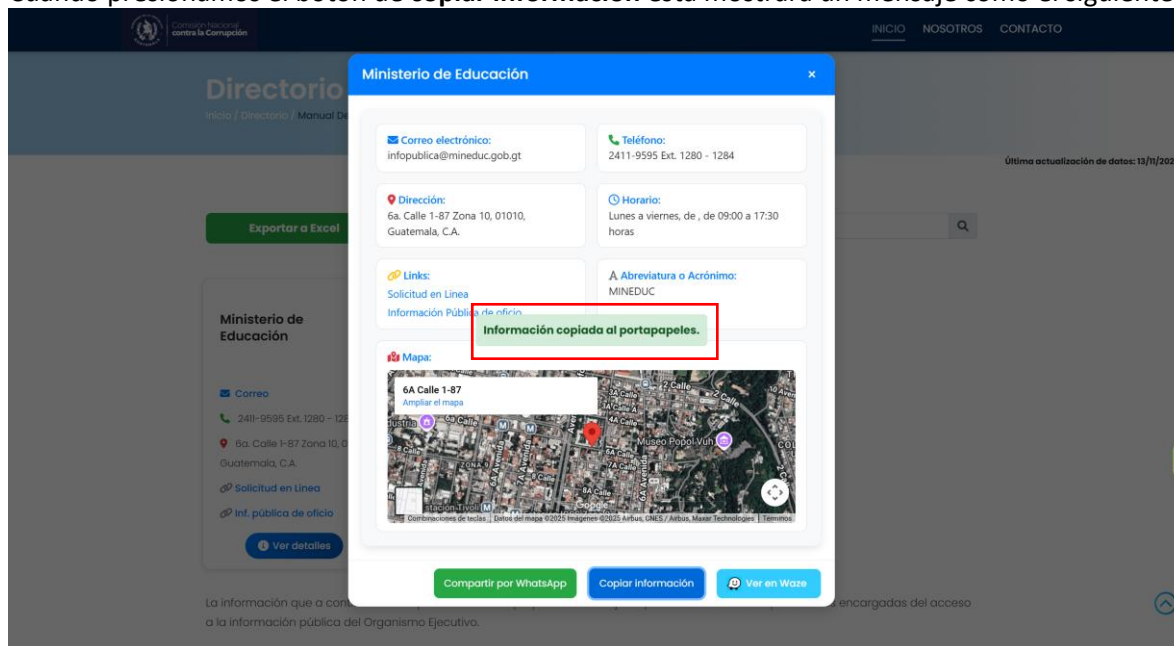 Cuando presionamos el botón de copiar información esta mostrará un mensaje como el siguiente
Comisión Nacional
contra la Corrupción
INICIO NOSOTROS CONTACTO
Directorio
Inicio / Directorio / Manual De
Última actualización de datos: 13/11/202
Exportar a Excel
Ministerio de
Educación
Correo
2411-9595 Ext. 1280 - 128
6a. Calle 1-87 Zona 10, 0
Guatemala, C.A.
Solicitud en Linea
Inf. pública de oficio
Ver detalles
Ministerio de Educación ×
Correo electrónico:
infopublica@mineduc.gob.gt
Teléfono:
2411-9595 Ext. 1280 - 1284
Dirección:
6a. Calle 1-87 Zona 10, 01010,
Guatemala, C.A.
Horario:
Lunes a viernes, de , de 09:00 a 17:30
horas
Links:
Solicitud en Linea
Información Pública de oficio
A Abreviatura o Acrónimo:
MINEDUC
Información copiada al portapapeles.
Mapa:
6A Calle 1-87
Ampliar el mapa
2 Calle
Museo Popol Vuh
ZONA 9
Google
Combinaciones de teclas Datos del mapa ©2025 Imágenes ©2025 Airbus, CNES / Airbus, Maxar Technologies Términos
Compartir por WhatsApp
Copiar información
Ver en Waze
La información que a con
encargadas del acceso
a la información pública del Organismo Ejecutivo.